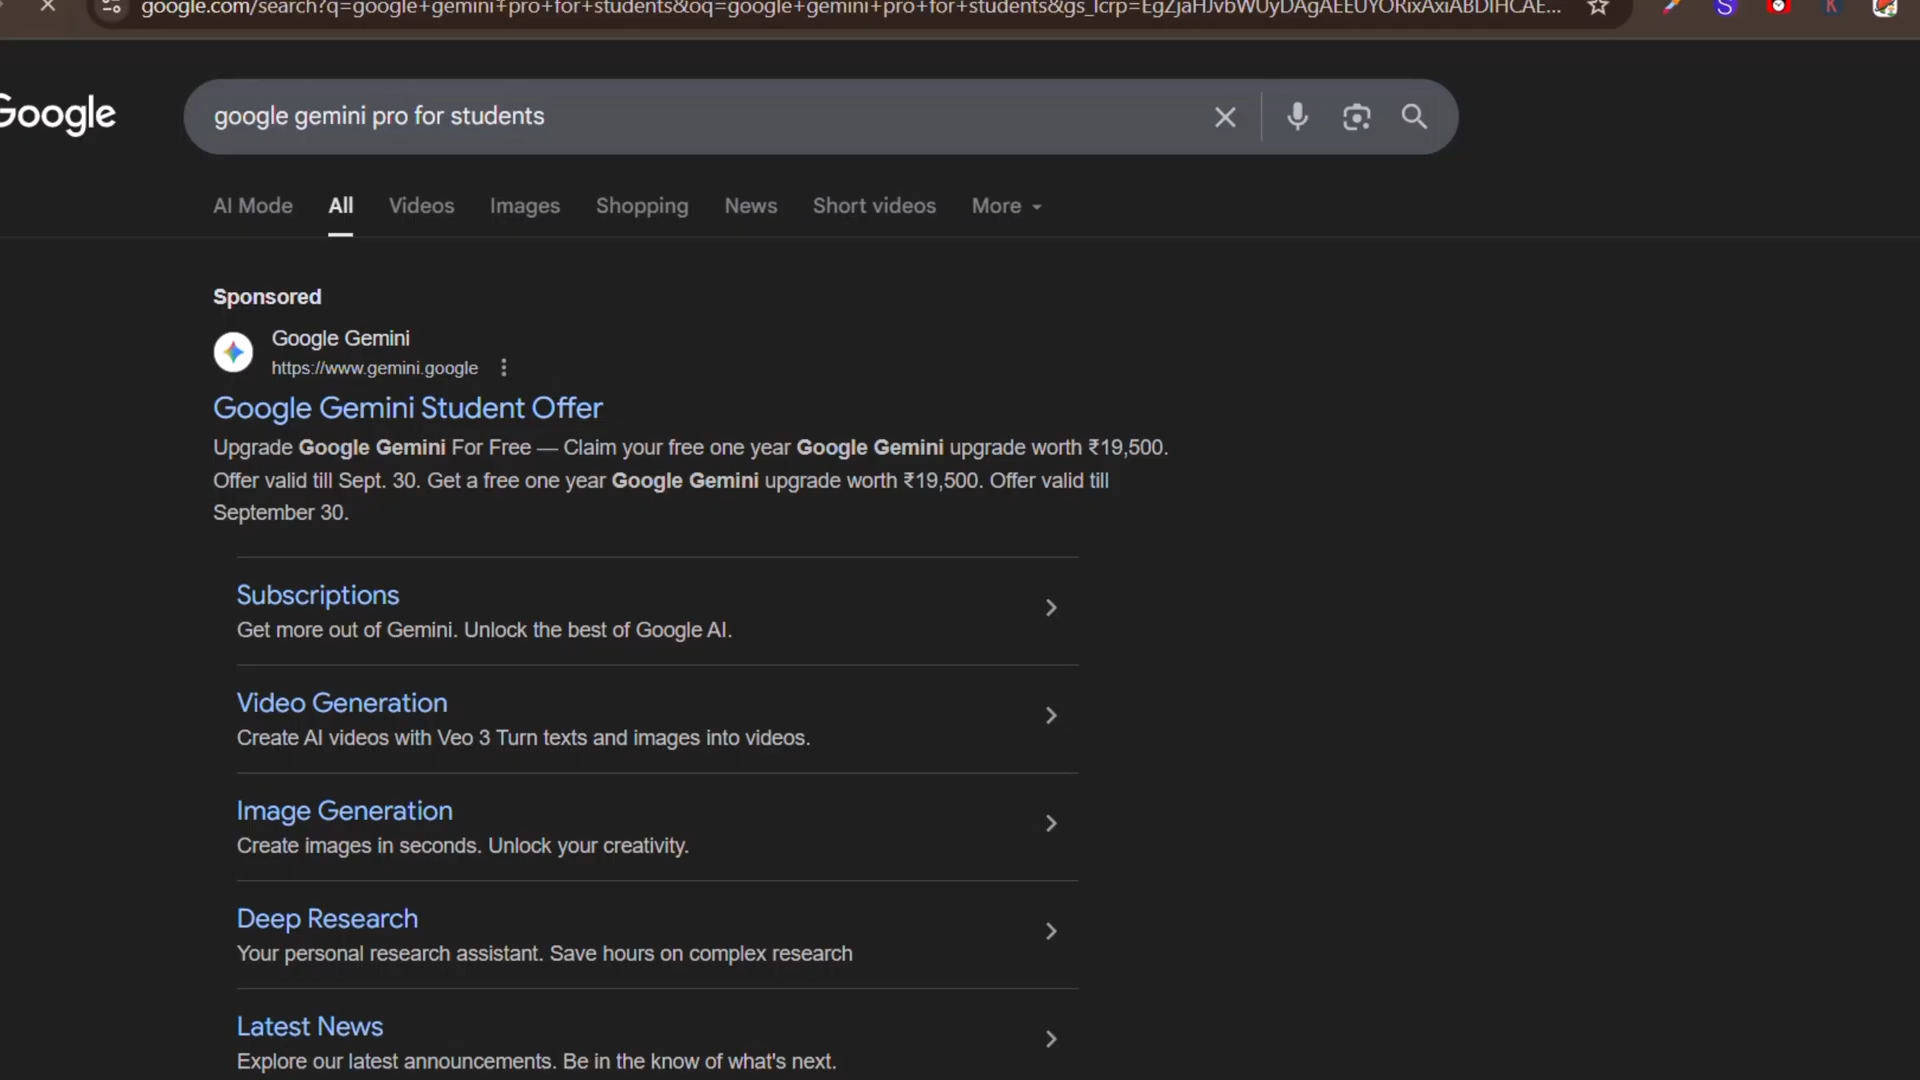 google.com/search?q=google+gemini+pro+for+students&oq=google+gemini+pro+for+students&gs_lcrp=EgZjaHJvbWUyDAgAEEUYORixAxiABDIHCAE...
Google
google gemini pro for students
AI Mode All Videos Images Shopping News Short videos More
Sponsored
Google Gemini
https://www.gemini.google
Google Gemini Student Offer
Upgrade Google Gemini For Free — Claim your free one year Google Gemini upgrade worth ₹19,500.
Offer valid till Sept. 30. Get a free one year Google Gemini upgrade worth ₹19,500. Offer valid till
September 30.
Subscriptions
Get more out of Gemini. Unlock the best of Google AI.
Video Generation
Create AI videos with Veo 3 Turn texts and images into videos.
Image Generation
Create images in seconds. Unlock your creativity.
Deep Research
Your personal research assistant. Save hours on complex research
Latest News
Explore our latest announcements. Be in the know of what's next.